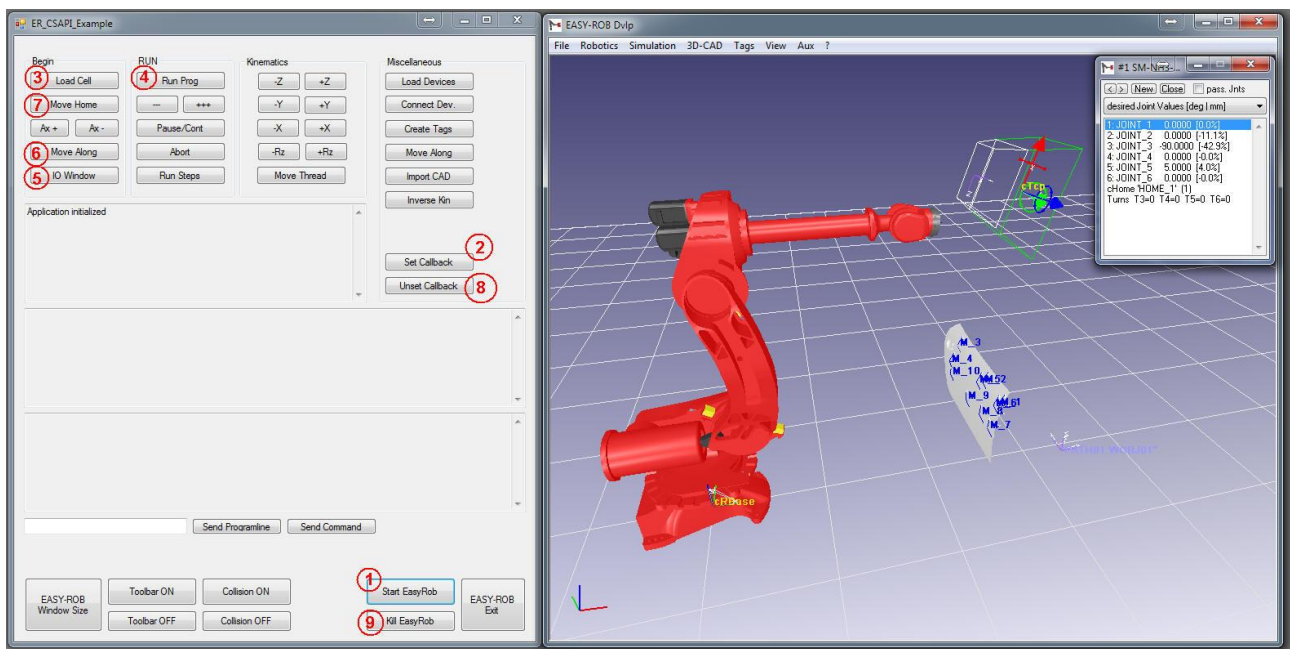 ER_CSAPI_Example
Begin
RUN
Kinematics
Miscellaneous
3 Load Cell
4 Run Prog
-Z +Z
Load Devices
7 Move Home
--- +++
-Y +Y
Connect Dev.
Ax + Ax -
Pause/Cont
-X +X
Create Tags
6 Move Along
Abort
-Rz +Rz
Move Along
5 IO Window
Run Steps
Move Thread
Import CAD
Inverse Kin
Application initialized
2
Set Callback
Unset Callback 8
Send Programline Send Command
EASY-ROB
Window Size
Toolbar ON
Collision ON
1
Start EasyRob
EASY-ROB
Exit
Toolbar OFF
Collision OFF
9 Kill EasyRob
EASY-ROB Dvlp
File Robotics Simulation 3D-CAD Tags View Aux ?
#1
< > New Close pass. Jnts
desired Joint Values [deg | mm]
1: JOINT_1 0.0000 [0.0%]
2: JOINT_2 0.0000 [-11.1%]
3: JOINT_3 -90.0000 [-42.9%]
4: JOINT_4 0.0000 [-0.0%]
5: JOINT_5 5.0000 [4.0%]
6: JOINT_6 0.0000 [-0.0%]
cHome 'HOME_1' (1)
Turns T3=0 T4=0 T5=0 T6=0
cTcp
M_3
M_4
M_10
M_9
M_8
M_7
cRBase